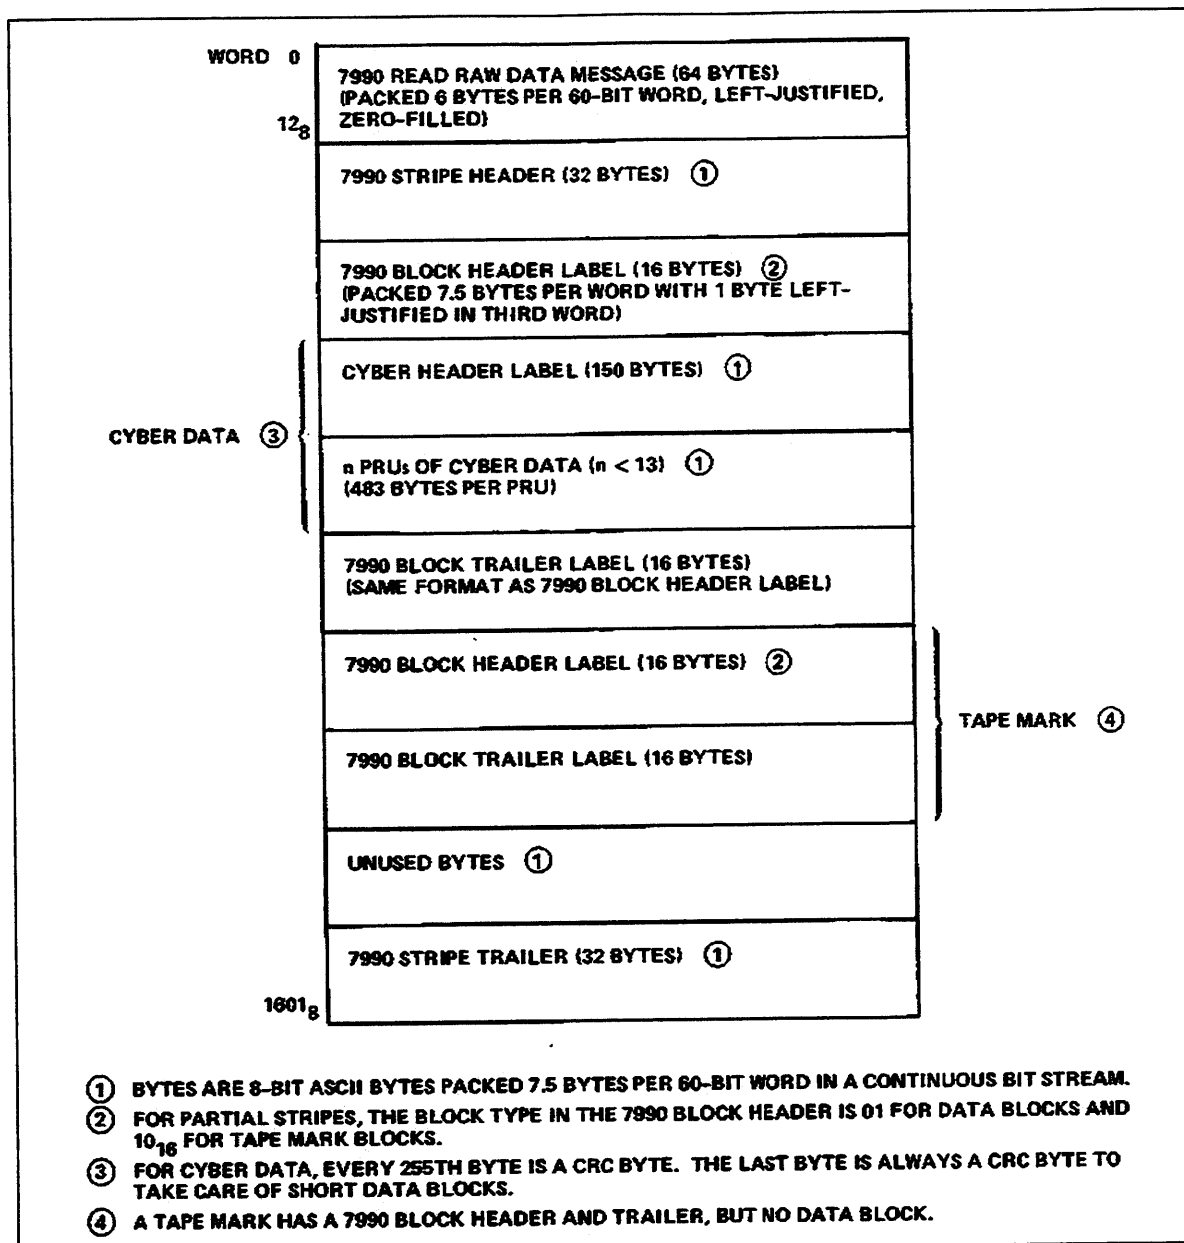 WORD 0
7990 READ RAW DATA MESSAGE (64 BYTES)
(PACKED 6 BYTES PER 60-BIT WORD, LEFT-JUSTIFIED,
ZERO-FILLED)
12₈
7990 STRIPE HEADER (32 BYTES) ①
7990 BLOCK HEADER LABEL (16 BYTES) ②
(PACKED 7.5 BYTES PER WORD WITH 1 BYTE LEFT-
JUSTIFIED IN THIRD WORD)
CYBER HEADER LABEL (150 BYTES) ①
CYBER DATA ③
n PRUs OF CYBER DATA (n < 13) ①
(483 BYTES PER PRU)
7990 BLOCK TRAILER LABEL (16 BYTES)
(SAME FORMAT AS 7990 BLOCK HEADER LABEL)
7990 BLOCK HEADER LABEL (16 BYTES) ②
TAPE MARK ④
7990 BLOCK TRAILER LABEL (16 BYTES)
UNUSED BYTES ①
7990 STRIPE TRAILER (32 BYTES) ①
1601₈
① BYTES ARE 8-BIT ASCII BYTES PACKED 7.5 BYTES PER 60-BIT WORD IN A CONTINUOUS BIT STREAM.
② FOR PARTIAL STRIPES, THE BLOCK TYPE IN THE 7990 BLOCK HEADER IS 01 FOR DATA BLOCKS AND
10₁₆ FOR TAPE MARK BLOCKS.
③ FOR CYBER DATA, EVERY 255TH BYTE IS A CRC BYTE. THE LAST BYTE IS ALWAYS A CRC BYTE TO
TAKE CARE OF SHORT DATA BLOCKS.
④ A TAPE MARK HAS A 7990 BLOCK HEADER AND TRAILER, BUT NO DATA BLOCK.